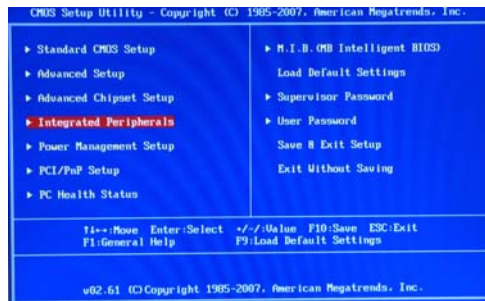 CMOS Setup Utility - Copyright (C) 1985-2007, American Megatrends, Inc.
▶ Standard CMOS Setup
▶ Advanced Setup
▶ Advanced Chipset Setup
▶ Integrated Peripherals
▶ Power Management Setup
▶ PCI/PnP Setup
▶ PC Health Status
▶ M.I.B.(MB Intelligent BIOS)
Load Default Settings
▶ Supervisor Password
▶ User Password
Save & Exit Setup
Exit Without Saving
↑↓←→:Move Enter:Select +/-/:Value F10:Save ESC:Exit
F1:General Help F9:Load Default Settings
v02.61 (C)Copyright 1985-2007, American Megatrends, Inc.